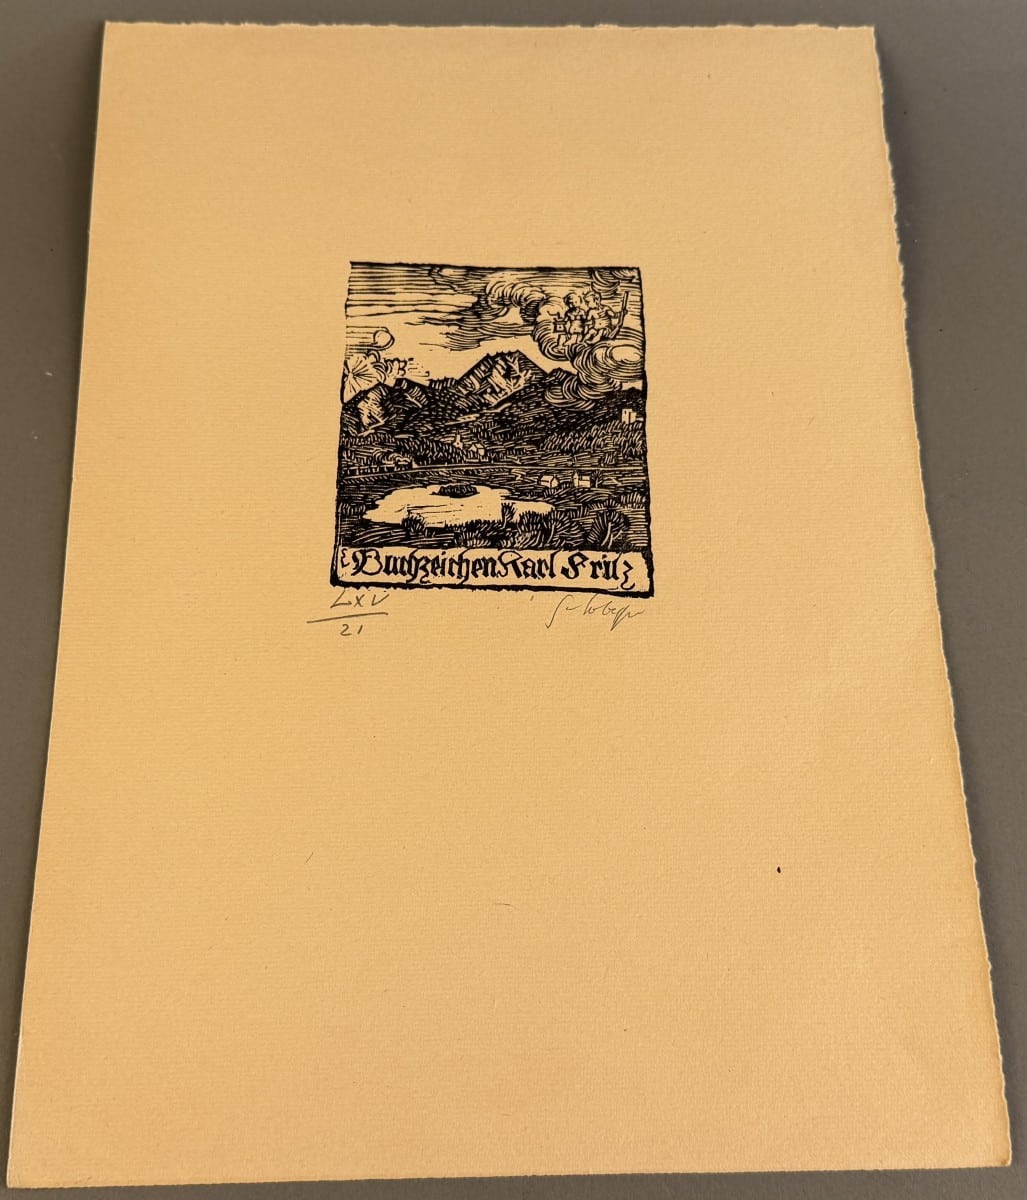 Buchzeichen Karl Fritz
LXV
21